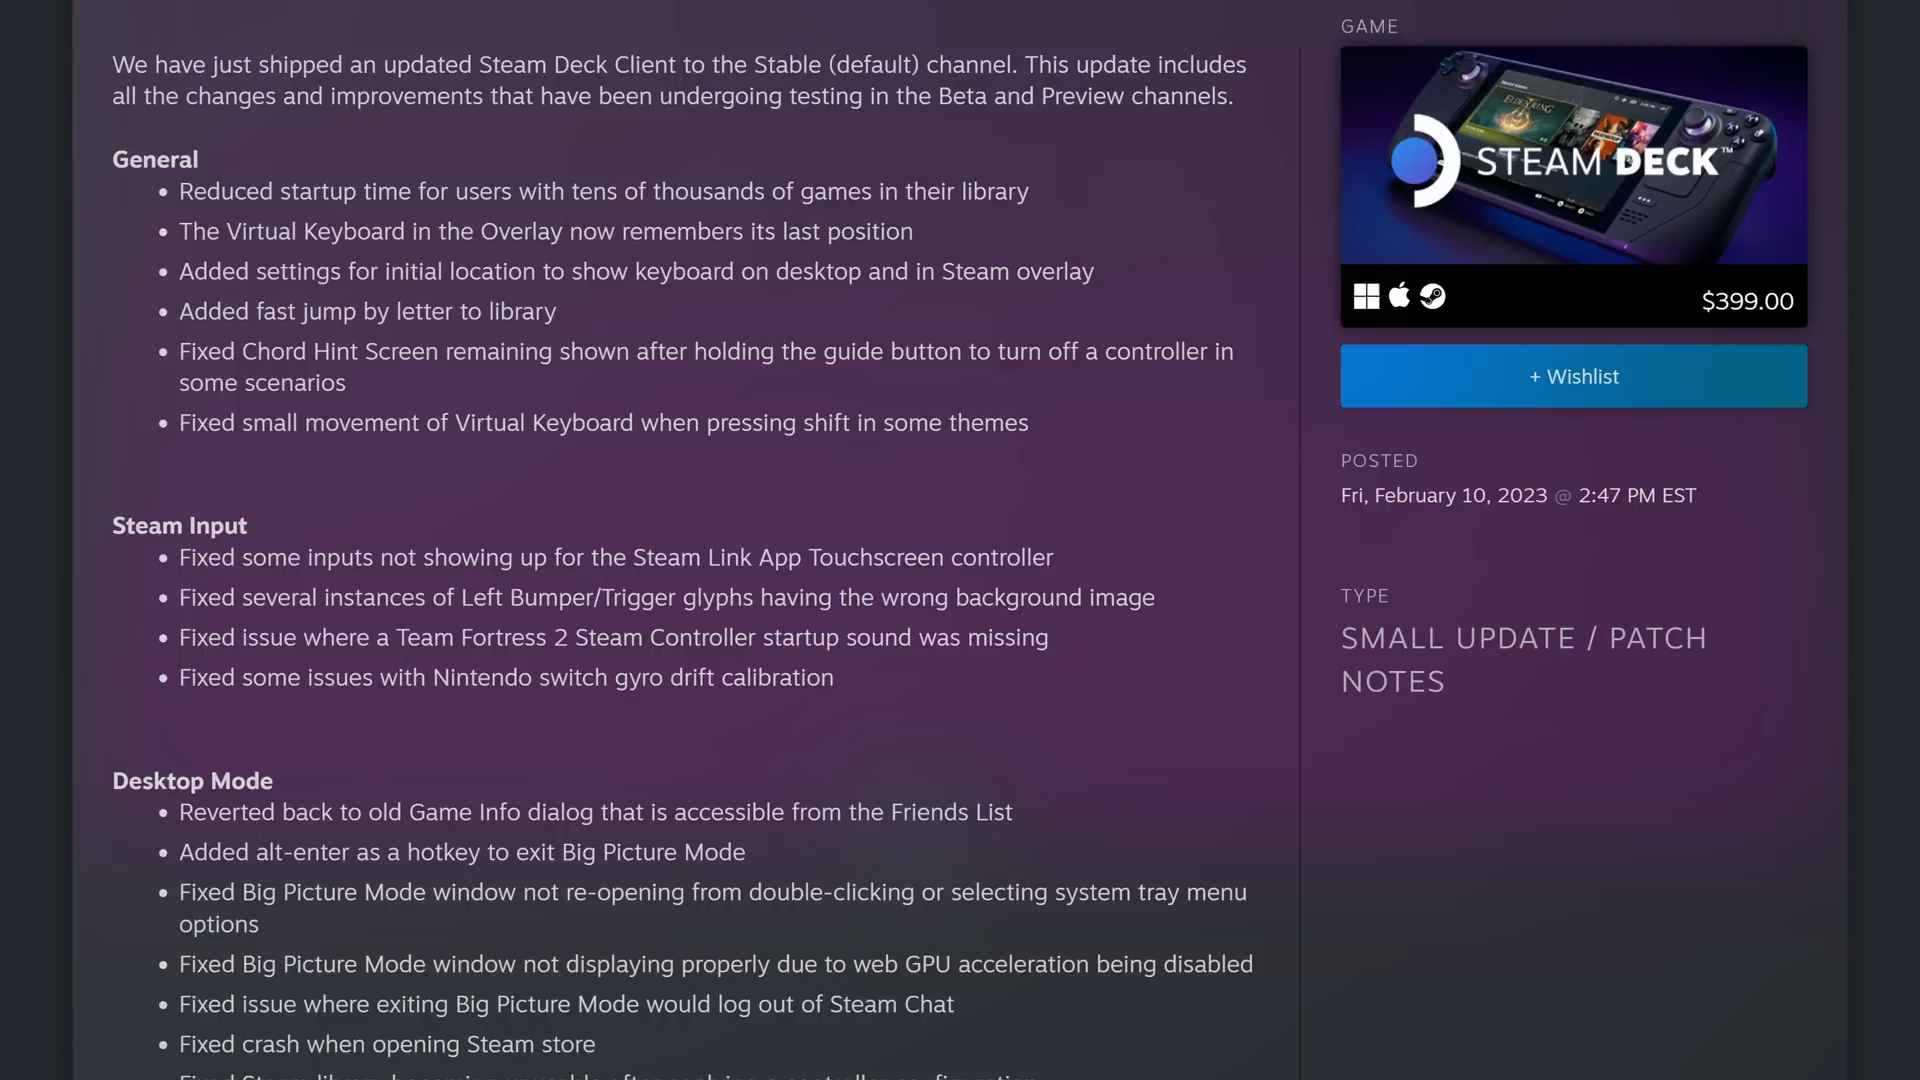 We have just shipped an updated Steam Deck Client to the Stable (default) channel. This update includes
all the changes and improvements that have been undergoing testing in the Beta and Preview channels.
General
• Reduced startup time for users with tens of thousands of games in their library
• The Virtual Keyboard in the Overlay now remembers its last position
• Added settings for initial location to show keyboard on desktop and in Steam overlay
• Added fast jump by letter to library
• Fixed Chord Hint Screen remaining shown after holding the guide button to turn off a controller in
some scenarios
• Fixed small movement of Virtual Keyboard when pressing shift in some themes
Steam Input
• Fixed some inputs not showing up for the Steam Link App Touchscreen controller
• Fixed several instances of Left Bumper/Trigger glyphs having the wrong background image
• Fixed issue where a Team Fortress 2 Steam Controller startup sound was missing
• Fixed some issues with Nintendo switch gyro drift calibration
Desktop Mode
• Reverted back to old Game Info dialog that is accessible from the Friends List
• Added alt-enter as a hotkey to exit Big Picture Mode
• Fixed Big Picture Mode window not re-opening from double-clicking or selecting system tray menu
options
• Fixed Big Picture Mode window not displaying properly due to web GPU acceleration being disabled
• Fixed issue where exiting Big Picture Mode would log out of Steam Chat
• Fixed crash when opening Steam store
GAME
ELDEN RING
STEAM DECK™
$399.00
+ Wishlist
POSTED
Fri, February 10, 2023 @ 2:47 PM EST
TYPE
SMALL UPDATE / PATCH
NOTES